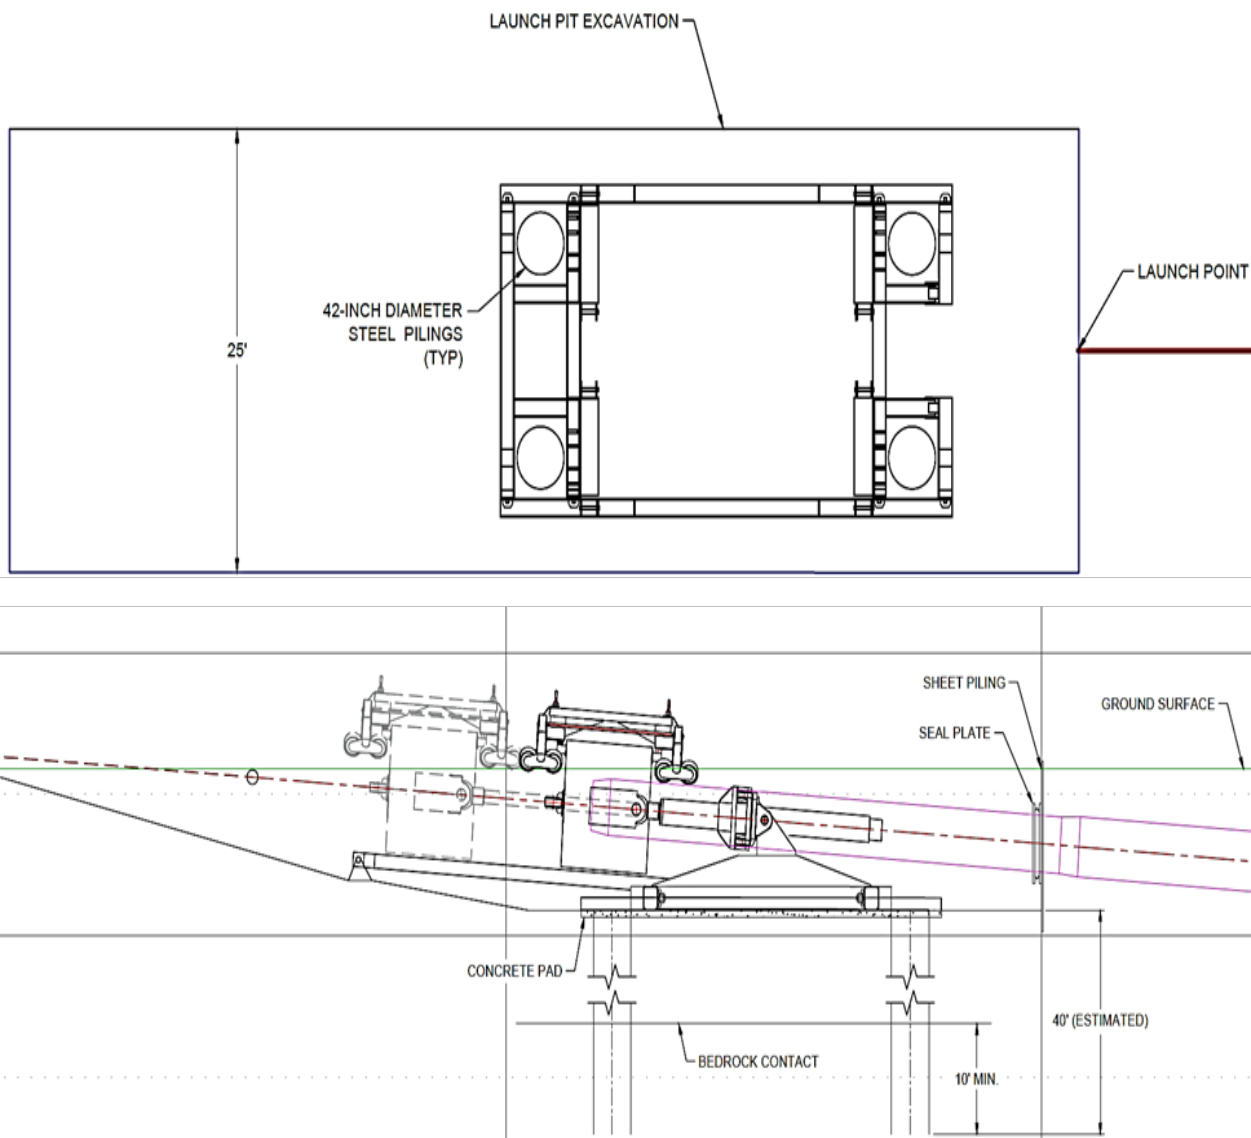 LAUNCH PIT EXCAVATION
LAUNCH POINT
42-INCH DIAMETER
STEEL PILINGS
(TYP)
25'
SHEET PILING
GROUND SURFACE
SEAL PLATE
CONCRETE PAD
40' (ESTIMATED)
BEDROCK CONTACT
10' MIN.